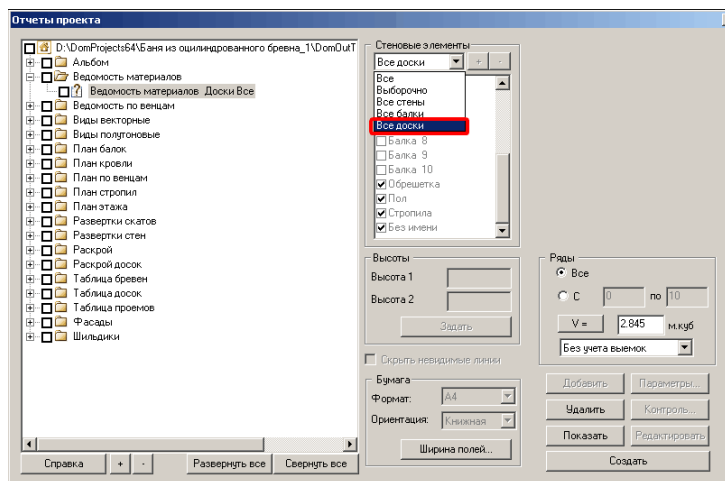 Отчеты проекта
D:\DomProjects64\Баня из оцилиндрованного бревна_1\DomOutT
Альбом
Ведомость материалов
Ведомость материалов Доски Все
Ведомость по венцам
Виды векторные
Виды полутоновые
План балок
План кровли
План по венцам
План стропил
План этажа
Развертки скатов
Развертки стен
Раскрой
Раскрой досок
Таблица бревен
Таблица досок
Таблица проемов
Фасады
Шильдики
Справка
+
-
Развернуть все
Свернуть все
Стеновые элементы
Все доски
+
-
Все
Выборочно
Все стены
Все балки
Все доски
Балка 8
Балка 9
Балка 10
Обрешетка
Пол
Стропила
Без имени
Высоты
Высота 1
Высота 2
Задать
Скрыть невидимые линии
Бумага
Формат: A4
Ориентация: Книжная
Ширина полей...
Ряды
Все
С 0 по 10
V = 2.845 м.куб
Без учета выемок
Добавить
Параметры...
Удалить
Контроль...
Показать
Редактировать
Создать